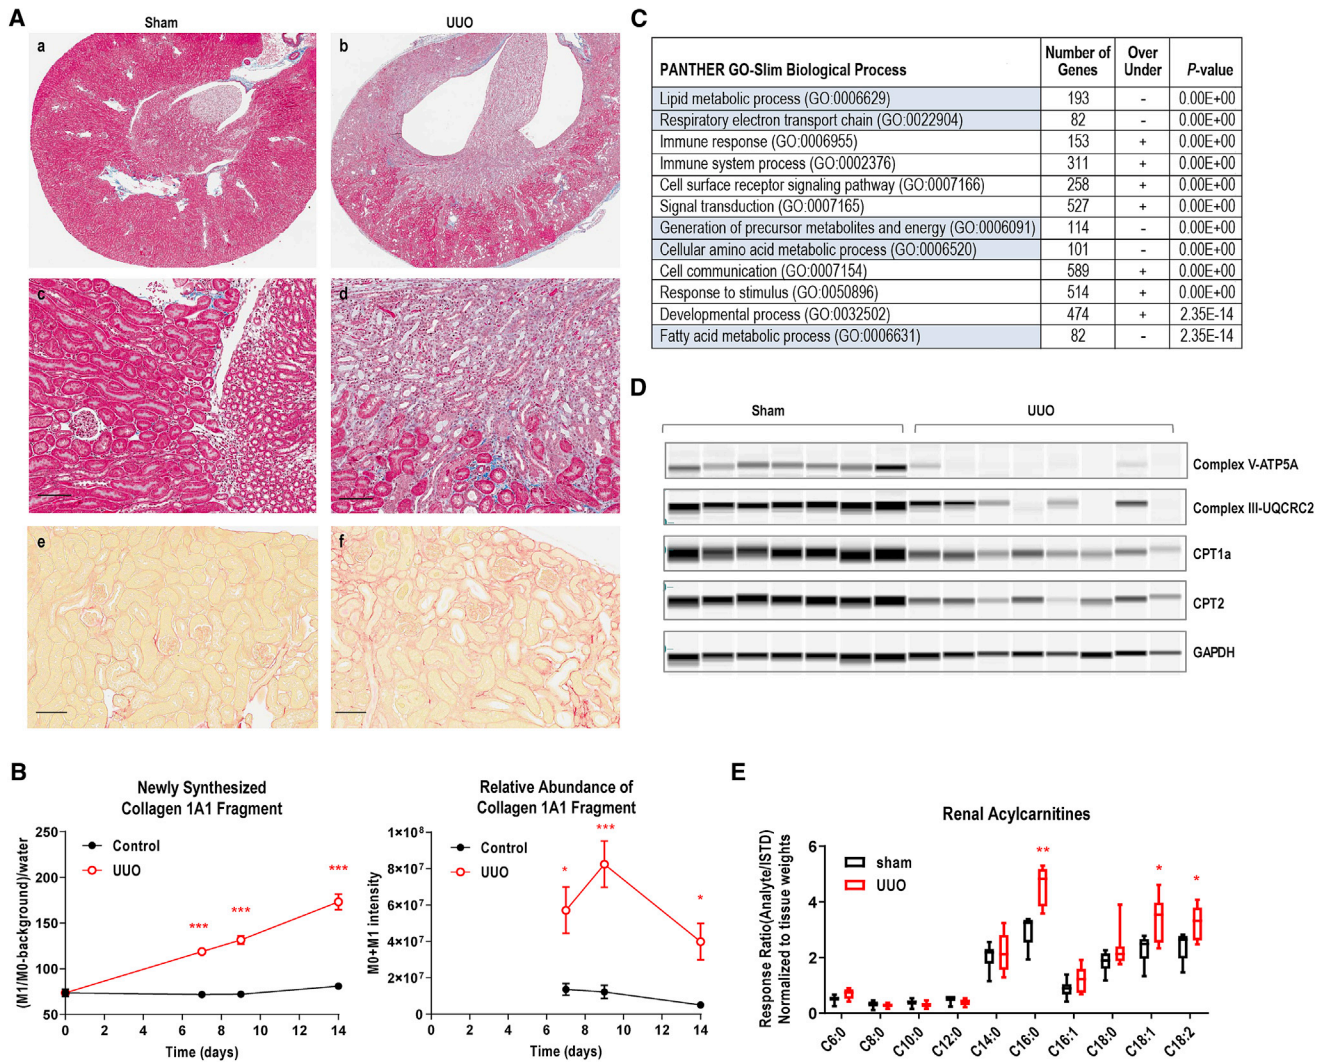 A
Sham
UUO
a
b
c
d
e
f
B
Newly Synthesized
Collagen 1A1 Fragment
Control
UUO
(M1/M0-background)/water
250
200
150
100
50
***
***
***
0 2 4 6 8 10 12 14
Time (days)
Relative Abundance of
Collagen 1A1 Fragment
Control
UUO
M0+M1 intensity
1×10⁸
8×10⁷
6×10⁷
4×10⁷
2×10⁷
0
*
***
*
0 2 4 6 8 10 12 14
Time (days)
C
PANTHER GO-Slim Biological Process Number of Genes Over Under P-value
Lipid metabolic process (GO:0006629) 193 - 0.00E+00
Respiratory electron transport chain (GO:0022904) 82 - 0.00E+00
Immune response (GO:0006955) 153 + 0.00E+00
Immune system process (GO:0002376) 311 + 0.00E+00
Cell surface receptor signaling pathway (GO:0007166) 258 + 0.00E+00
Signal transduction (GO:0007165) 527 + 0.00E+00
Generation of precursor metabolites and energy (GO:0006091) 114 - 0.00E+00
Cellular amino acid metabolic process (GO:0006520) 101 - 0.00E+00
Cell communication (GO:0007154) 589 + 0.00E+00
Response to stimulus (GO:0050896) 514 + 0.00E+00
Developmental process (GO:0032502) 474 + 2.35E-14
Fatty acid metabolic process (GO:0006631) 82 - 2.35E-14
D
Sham
UUO
Complex V-ATP5A
Complex III-UQCRC2
CPT1a
CPT2
GAPDH
E
Renal Acylcarnitines
sham
UUO
Response Ratio(Analyte/ISTD)
Normalized to tissue weights
6
4
2
0
**
*
*
C6:0 C8:0 C10:0 C12:0 C14:0 C16:0 C16:1 C18:0 C18:1 C18:2